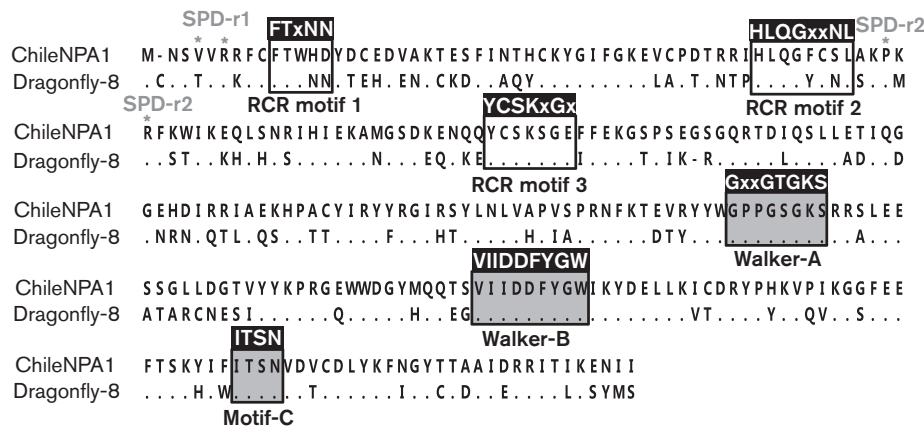 SPD-r1
FTxNN
HLQGxxNL
SPD-r2
* *
*
ChileNPA1 M-NSVVRRFCFTWHDYDCEDVAKTESFINTHCKYGIFGKEVCPDTRRIHLQGFCSLAKPK
Dragonfly-8 .C..T..K....NN.TEH.EN.CKD.AQY........LA.T.NTP....Y.N.S..M
RCR motif 1
RCR motif 2
SPD-r2
*
YCSKxGx
ChileNPA1 RFKWIKEQLSNRIHIEKAMGSDKENQQYCSKSGEFFEKGSPSEGSGQRTDIQSLLETIQG
Dragonfly-8 ..ST..KH.H.S......N...EQ.KE.......I....T.IK-R.....L....AD..D
RCR motif 3
GxxGTGKS
ChileNPA1 GEHDIRRIAEKHPACYIRYYRGIRSYLNLVAPVSPRNFKTEVRYYWGPPGSGKSRRSLEE
Dragonfly-8 .NRN.QTL.QS..TT....F...HT.....H.IA......DTY...........A...
Walker-A
VIIDDFYGW
ChileNPA1 SSGLLDGTVYYKPRGEWWDGYMQQTSVIIDDFYGWIKYDELLKICDRYPHKVPIKGGFEE
Dragonfly-8 ATARCNESI.....Q.....H..EG................VT....Y..QV..S...
Walker-B
ITSN
ChileNPA1 FTSKYIFITSNVDVCDLYKFNGYTTAAIDRRITIKENII
Dragonfly-8 ....H.W......T......I..C.D..E....L.SYMS
Motif-C